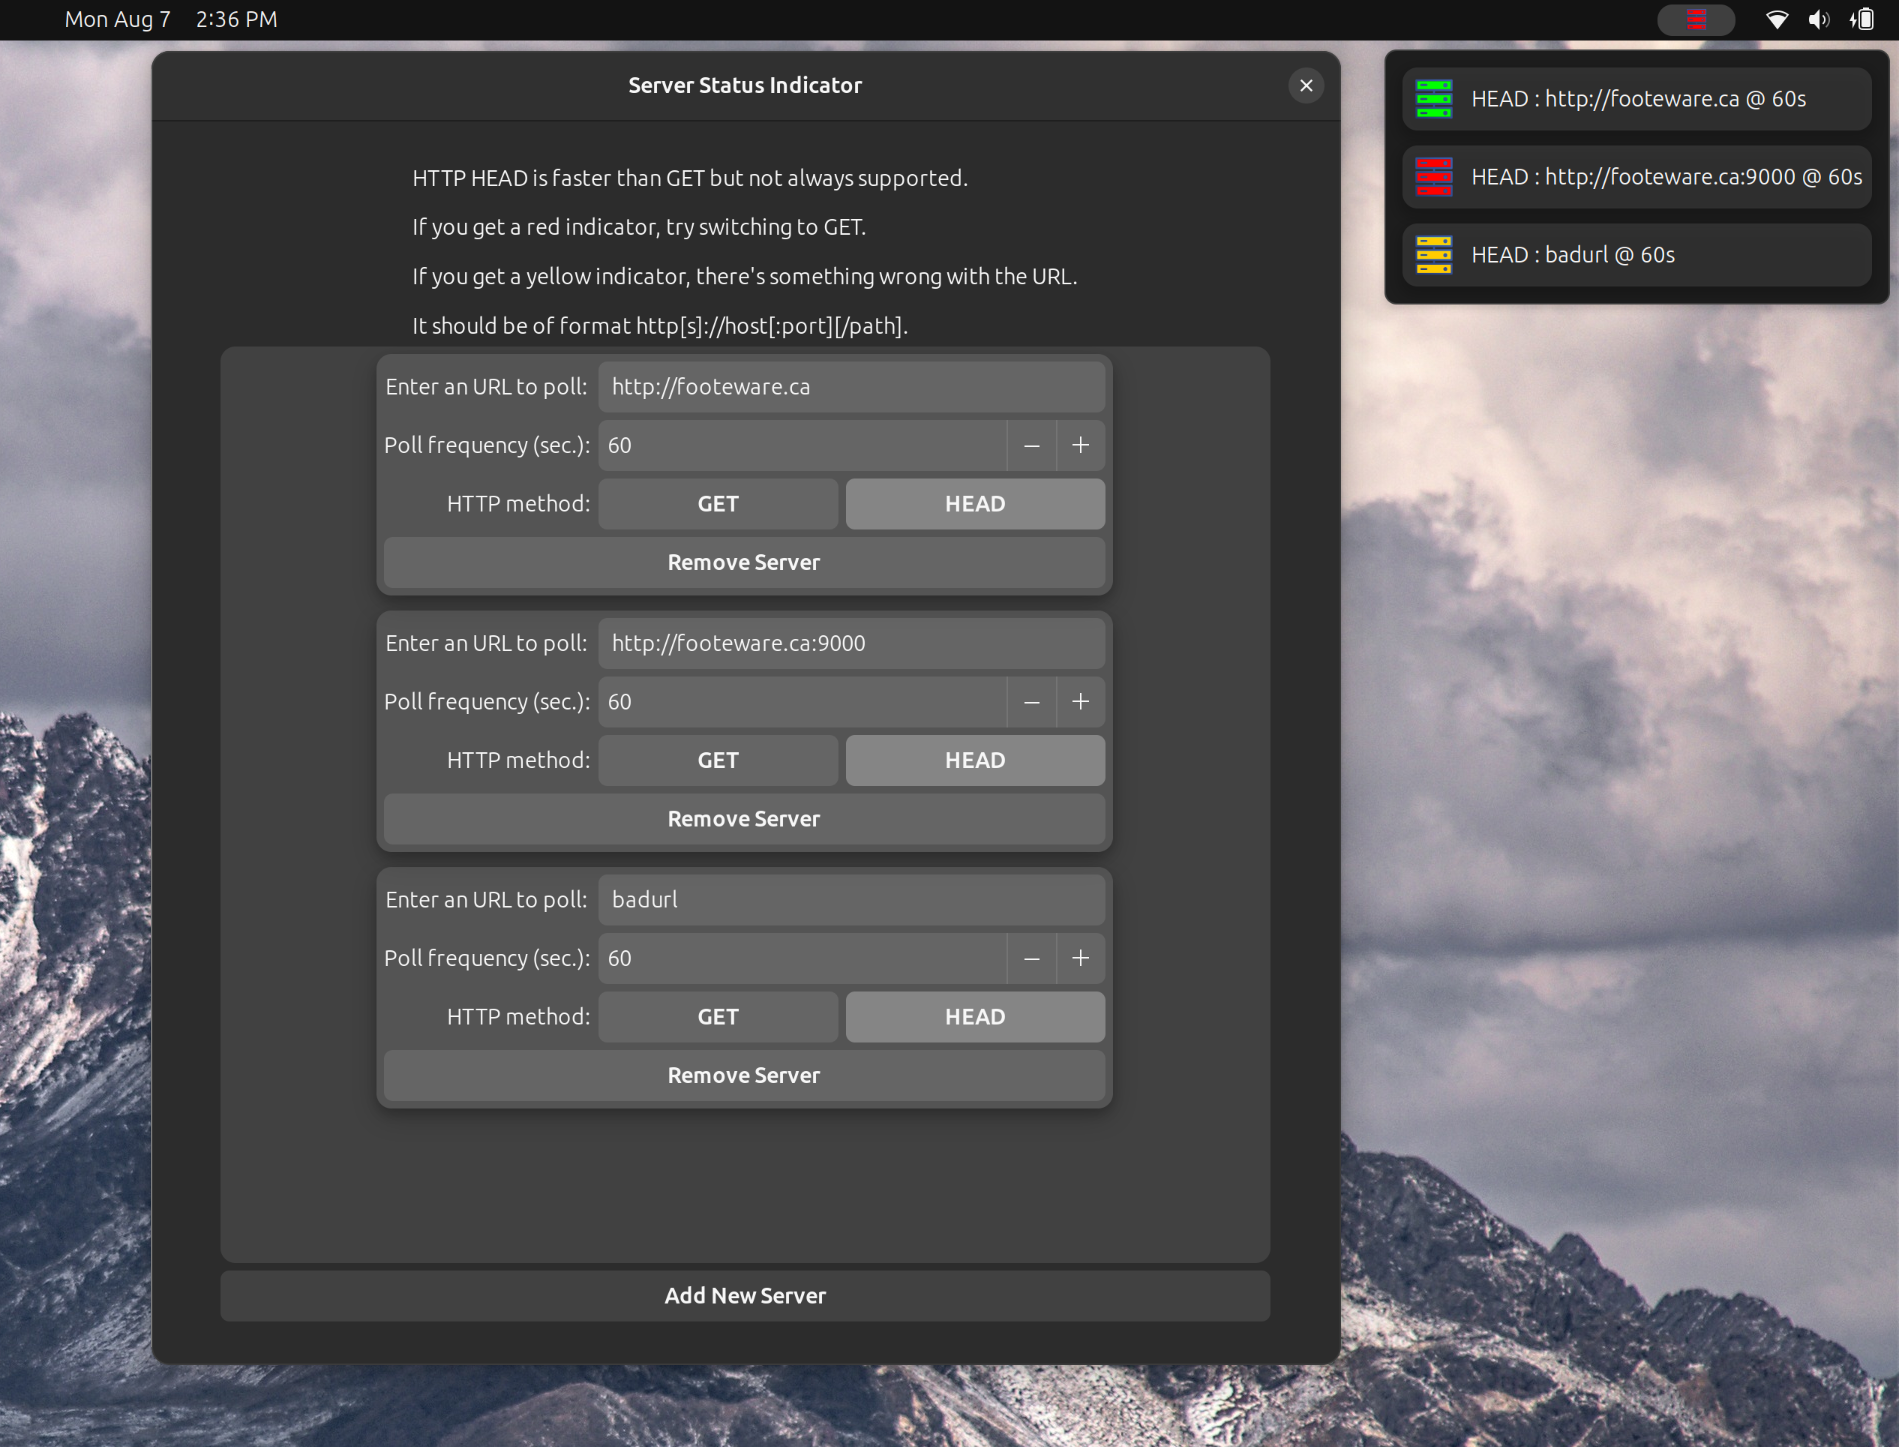 Mon Aug 7 2:36 PM
Server Status Indicator
HTTP HEAD is faster than GET but not always supported.
If you get a red indicator, try switching to GET.
If you get a yellow indicator, there's something wrong with the URL.
It should be of format http[s]://host[:port][/path].
Enter an URL to poll: http://footeware.ca
Poll frequency (sec.): 60 − +
HTTP method: GET HEAD
Remove Server
Enter an URL to poll: http://footeware.ca:9000
Poll frequency (sec.): 60 − +
HTTP method: GET HEAD
Remove Server
Enter an URL to poll: badurl
Poll frequency (sec.): 60 − +
HTTP method: GET HEAD
Remove Server
Add New Server
HEAD : http://footeware.ca @ 60s
HEAD : http://footeware.ca:9000 @ 60s
HEAD : badurl @ 60s